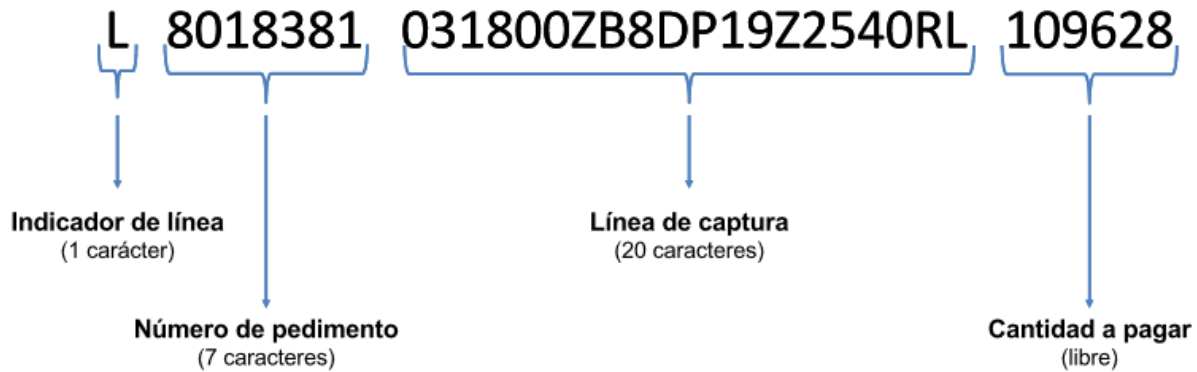 L 8018381 031800ZB8DP19Z2540RL 109628
Indicador de línea
(1 carácter)
Línea de captura
(20 caracteres)
Número de pedimento
(7 caracteres)
Cantidad a pagar
(libre)